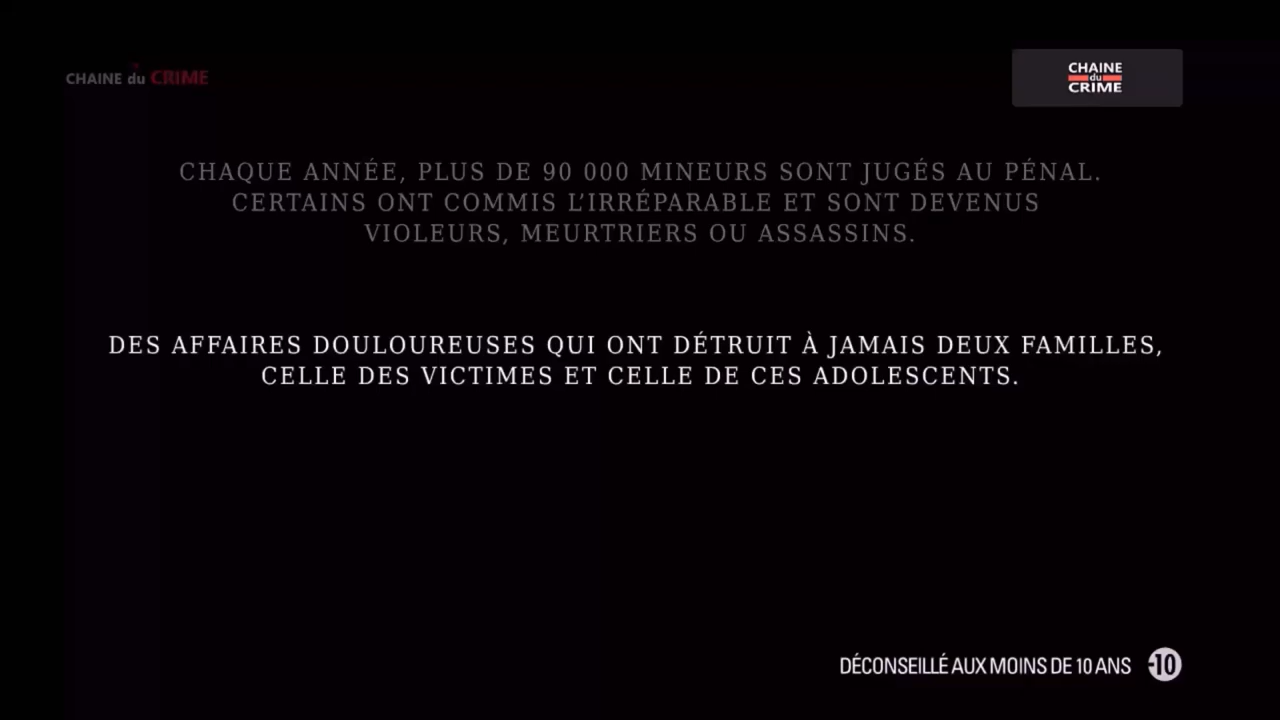 CHAINE du CRIME
CHAINE
du
CRIME
CHAQUE ANNÉE, PLUS DE 90 000 MINEURS SONT JUGÉS AU PÉNAL.
CERTAINS ONT COMMIS L’IRRÉPARABLE ET SONT DEVENUS
VIOLEURS, MEURTRIERS OU ASSASSINS.
DES AFFAIRES DOULOUREUSES QUI ONT DÉTRUIT À JAMAIS DEUX FAMILLES,
CELLE DES VICTIMES ET CELLE DE CES ADOLESCENTS.
DÉCONSEILLÉ AUX MOINS DE 10 ANS -10